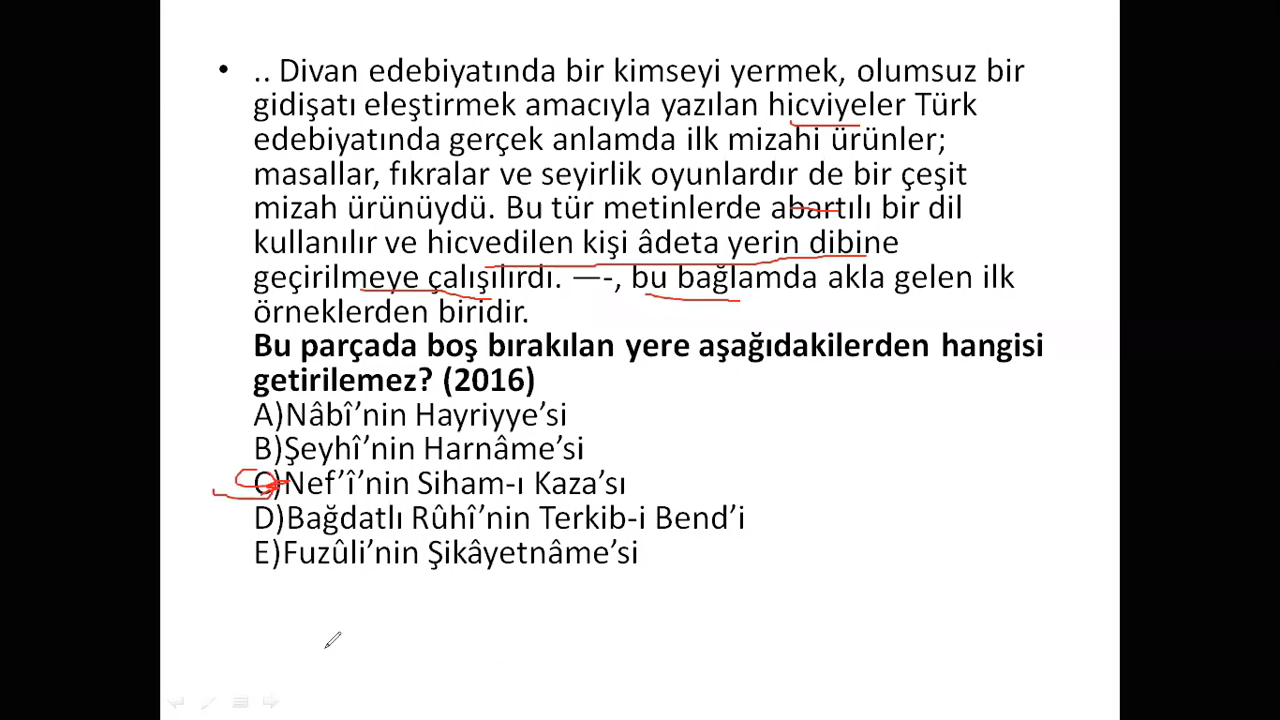 • .. Divan edebiyatında bir kimseyi yermek, olumsuz bir
gidişatı eleştirmek amacıyla yazılan hicviyeler Türk
edebiyatında gerçek anlamda ilk mizahi ürünler;
masallar, fıkralar ve seyirlik oyunlardır de bir çeşit
mizah ürünüydü. Bu tür metinlerde abartılı bir dil
kullanılır ve hicvedilen kişi âdeta yerin dibine
geçirilmeye çalışılırdı. —-, bu bağlamda akla gelen ilk
örneklerden biridir.
Bu parçada boş bırakılan yere aşağıdakilerden hangisi
getirilemez? (2016)
A)Nâbî’nin Hayriyye’si
B)Şeyhî’nin Harnâme’si
C)Nef’î’nin Siham-ı Kaza’sı
D)Bağdatlı Rûhî’nin Terkib-i Bend’i
E)Fuzûli’nin Şikâyetnâme’si